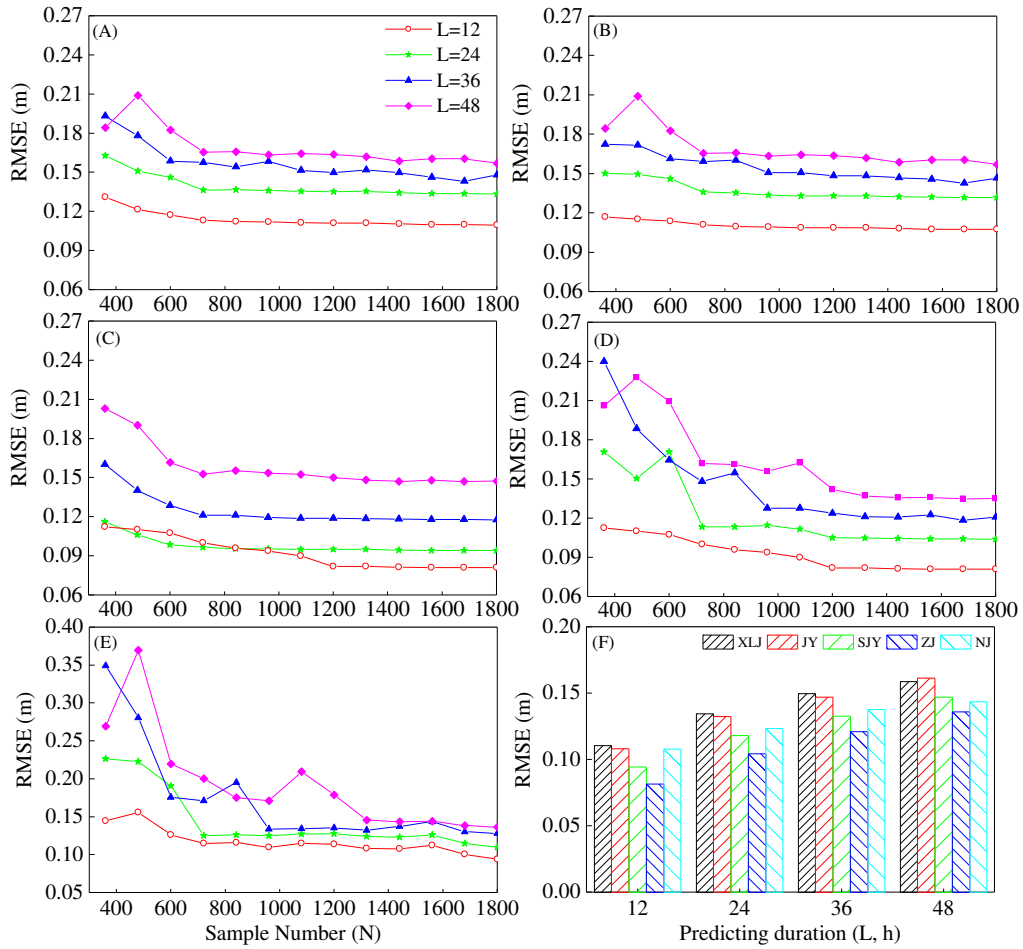 (A)
L=12
L=24
L=36
L=48
RMSE (m)
0.27
0.24
0.21
0.18
0.15
0.12
0.09
0.06
400 600 800 1000 1200 1400 1600 1800
(B)
RMSE (m)
0.27
0.24
0.21
0.18
0.15
0.12
0.09
0.06
400 600 800 1000 1200 1400 1600 1800
(C)
RMSE (m)
0.27
0.24
0.21
0.18
0.15
0.12
0.09
0.06
400 600 800 1000 1200 1400 1600 1800
(D)
RMSE (m)
0.27
0.24
0.21
0.18
0.15
0.12
0.09
0.06
400 600 800 1000 1200 1400 1600 1800
(E)
RMSE (m)
0.40
0.35
0.30
0.25
0.20
0.15
0.10
0.05
400 600 800 1000 1200 1400 1600 1800
Sample Number (N)
(F)
XLJ JY SJY ZJ NJ
RMSE (m)
0.20
0.15
0.10
0.05
0.00
12 24 36 48
Predicting duration (L, h)